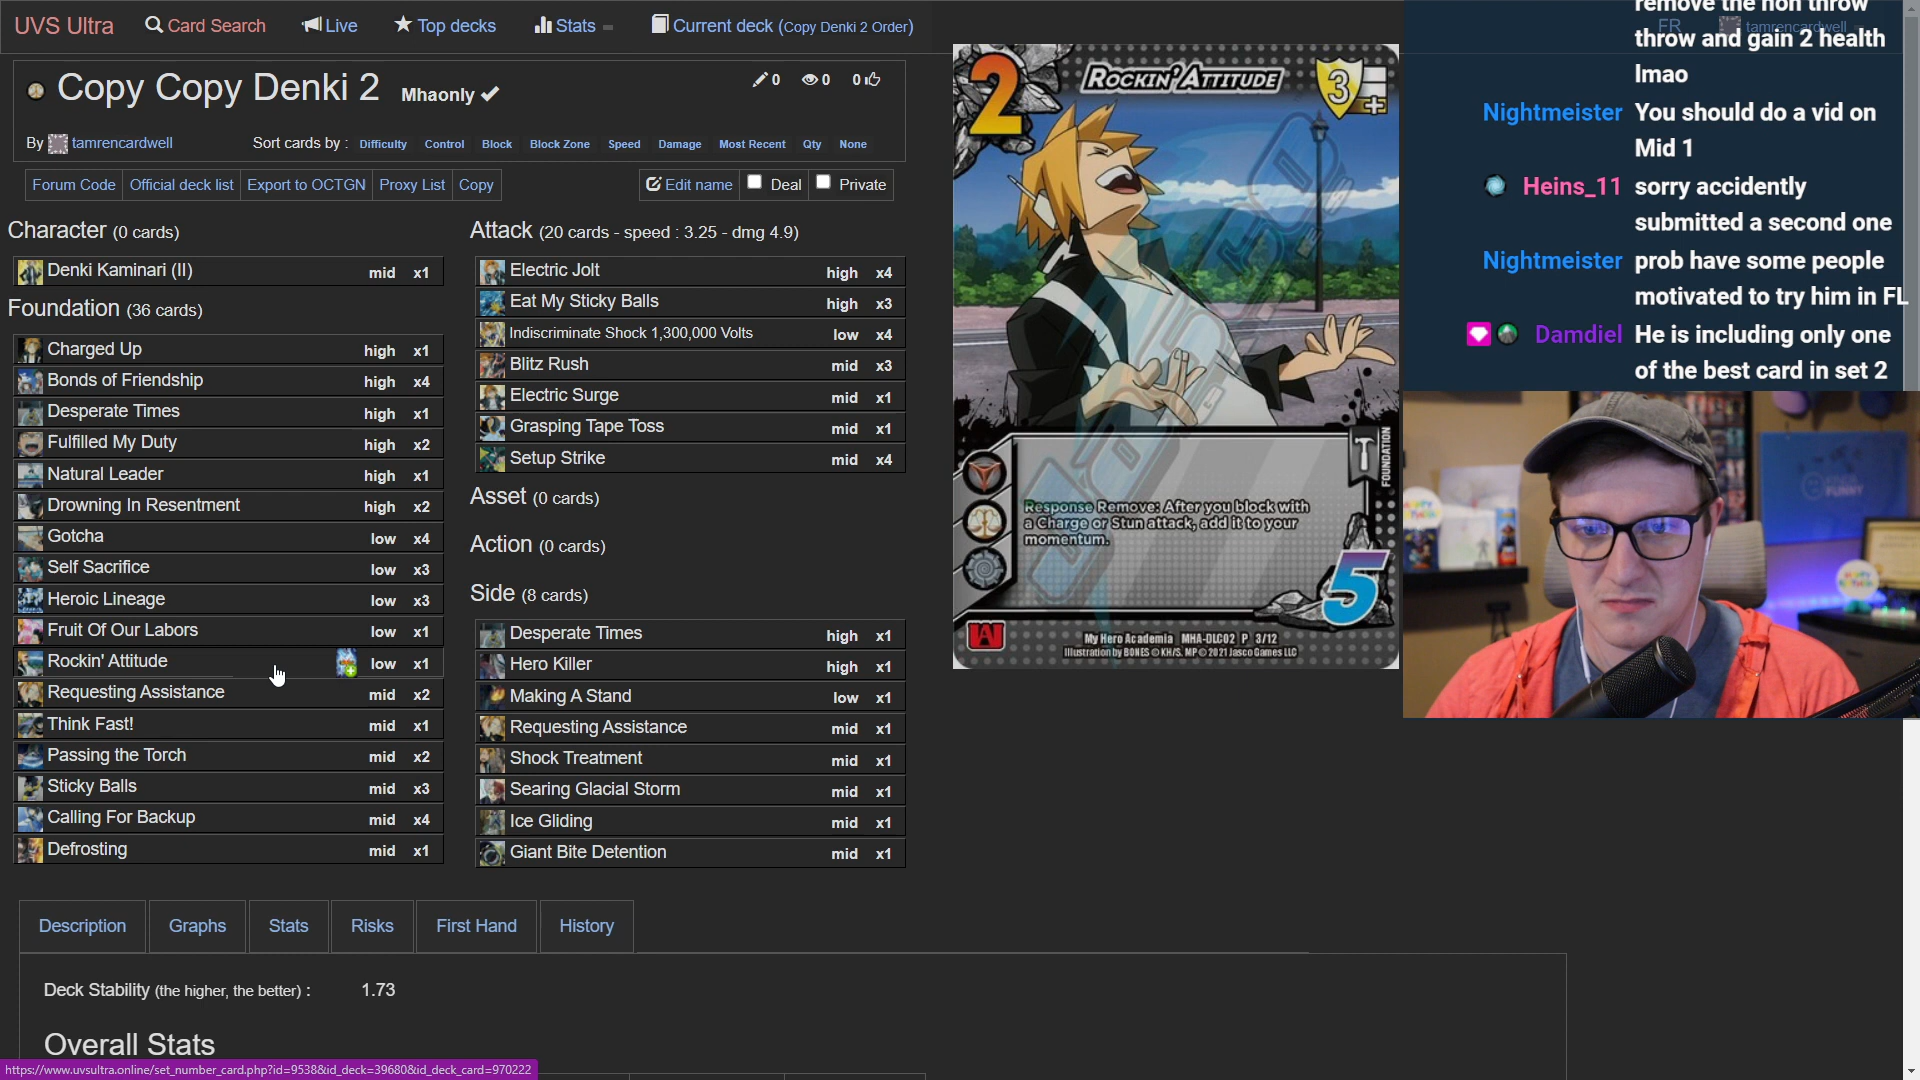 UVS Ultra
Card Search
Live
Top decks
Stats
Current deck (Copy Denki 2 Order)
FR
tamrencardwell
Copy Copy Denki 2
Mhaonly
0
0
0
By tamrencardwell
Sort cards by : Difficulty Control Block Block Zone Speed Damage Most Recent Qty None
Forum Code
Official deck list
Export to OCTGN
Proxy List
Copy
Edit name
Deal
Private
Character (0 cards)
Denki Kaminari (II) mid x1
Foundation (36 cards)
Charged Up high x1
Bonds of Friendship high x4
Desperate Times high x1
Fulfilled My Duty high x2
Natural Leader high x1
Drowning In Resentment high x2
Gotcha low x4
Self Sacrifice low x3
Heroic Lineage low x3
Fruit Of Our Labors low x1
Rockin' Attitude low x1
Requesting Assistance mid x2
Think Fast! mid x1
Passing the Torch mid x2
Sticky Balls mid x3
Calling For Backup mid x4
Defrosting mid x1
Attack (20 cards - speed : 3.25 - dmg 4.9)
Electric Jolt high x4
Eat My Sticky Balls high x3
Indiscriminate Shock 1,300,000 Volts low x4
Blitz Rush mid x3
Electric Surge mid x1
Grasping Tape Toss mid x1
Setup Strike mid x4
Asset (0 cards)
Action (0 cards)
Side (8 cards)
Desperate Times high x1
Hero Killer high x1
Making A Stand low x1
Requesting Assistance mid x1
Shock Treatment mid x1
Searing Glacial Storm mid x1
Ice Gliding mid x1
Giant Bite Detention mid x1
2
Rockin' Attitude
3
+
FOUNDATION
Response Remove: After you block with
a Charge or Stun attack, add it to your
momentum.
5
My Hero Academia MHA-DLC02 P 3/12
Illustration by BONES © KH/S. MP © 2021 Jasco Games LLC
remove the non throw
throw and gain 2 health
lmao
Nightmeister You should do a vid on
Mid 1
Heins_11 sorry accidently
submitted a second one
Nightmeister prob have some people
motivated to try him in FL
Damdiel He is including only one
of the best card in set 2
Description
Graphs
Stats
Risks
First Hand
History
Deck Stability (the higher, the better) : 1.73
Overall Stats
https://www.uvsultra.online/set_number_card.php?id=9538&id_deck=39680&id_deck_card=970222